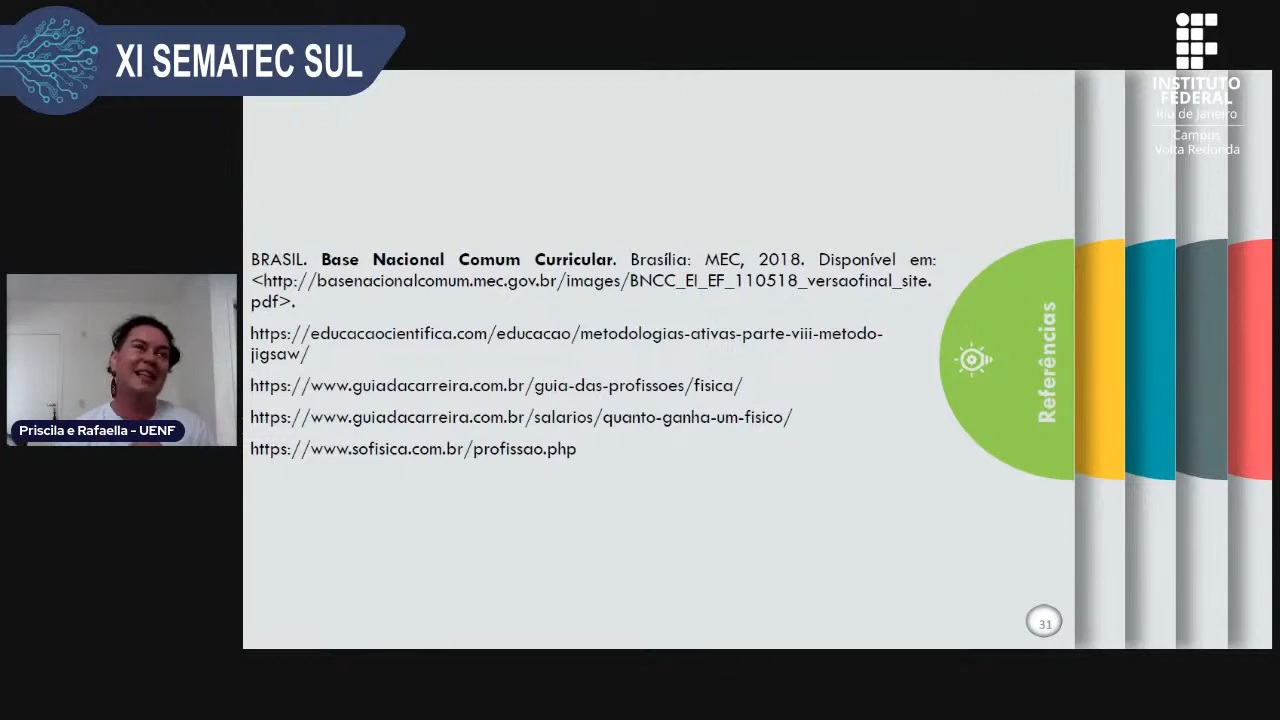 XI SEMATEC SUL
INSTITUTO
FEDERAL
Rio de Janeiro
Campus
Volta Redonda
BRASIL. Base Nacional Comum Curricular. Brasília: MEC, 2018. Disponível em:
<http://basenacionalcomum.mec.gov.br/images/BNCC_EI_EF_110518_versaofinal_site.
pdf>.
https://educacaocientifica.com/educacao/metodologias-ativas-parte-viii-metodo-
jigsaw/
https://www.guiadacarreira.com.br/guia-das-profissoes/fisica/
https://www.guiadacarreira.com.br/salarios/quanto-ganha-um-fisico/
https://www.sofisica.com.br/profissao.php
Referências
Priscila e Rafaella - UENF
31